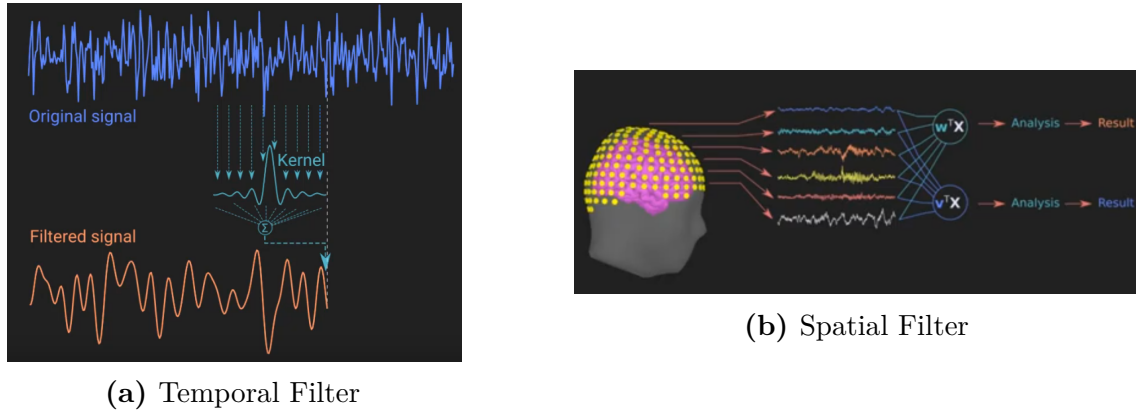 Original signal
Kernel
Σ
Filtered signal
(a) Temporal Filter
wᵀX
Analysis
Result
vᵀX
Analysis
Result
(b) Spatial Filter